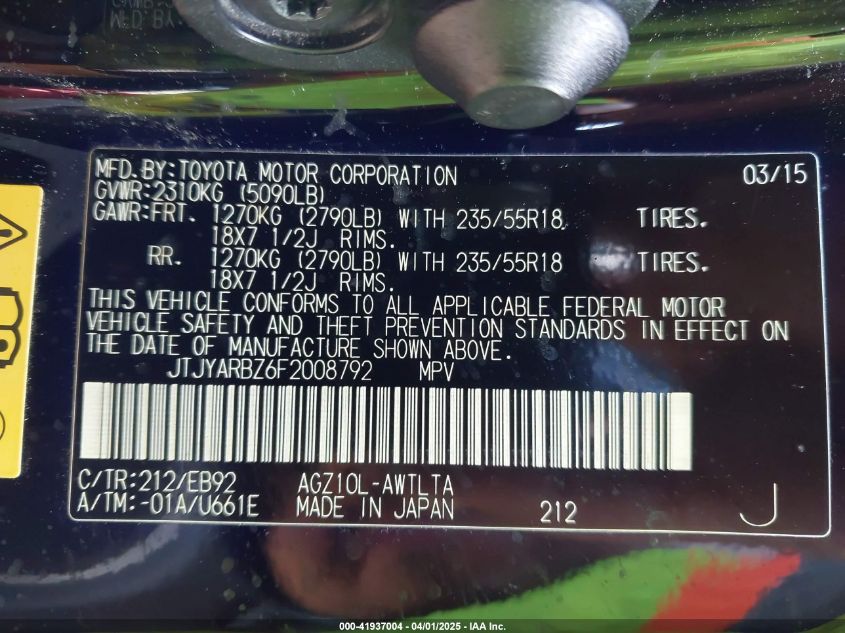 MFD.BY:TOYOTA MOTOR CORPORATION 03/15
GVWR:2310KG (5090LB)
GAWR:FRT. 1270KG (2790LB) WITH 235/55R18 TIRES.
18X7 1/2J RIMS.
RR. 1270KG (2790LB) WITH 235/55R18 TIRES.
18X7 1/2J RIMS.
THIS VEHICLE CONFORMS TO ALL APPLICABLE FEDERAL MOTOR
VEHICLE SAFETY AND THEFT PREVENTION STANDARDS IN EFFECT ON
THE DATE OF MANUFACTURE SHOWN ABOVE.
JTJYARBZ6F2008792 MPV
C/TR:212/EB92 AGZ10L-AWTLTA
A/TM:-01A/U661E MADE IN JAPAN 212 J
000-41937004 - 04/01/2025 - IAA Inc.